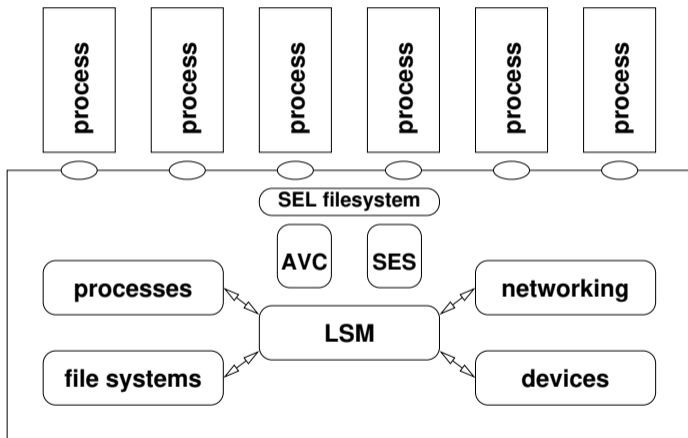 process
process
process
process
process
process
SEL filesystem
AVC
SES
processes
networking
LSM
file systems
devices